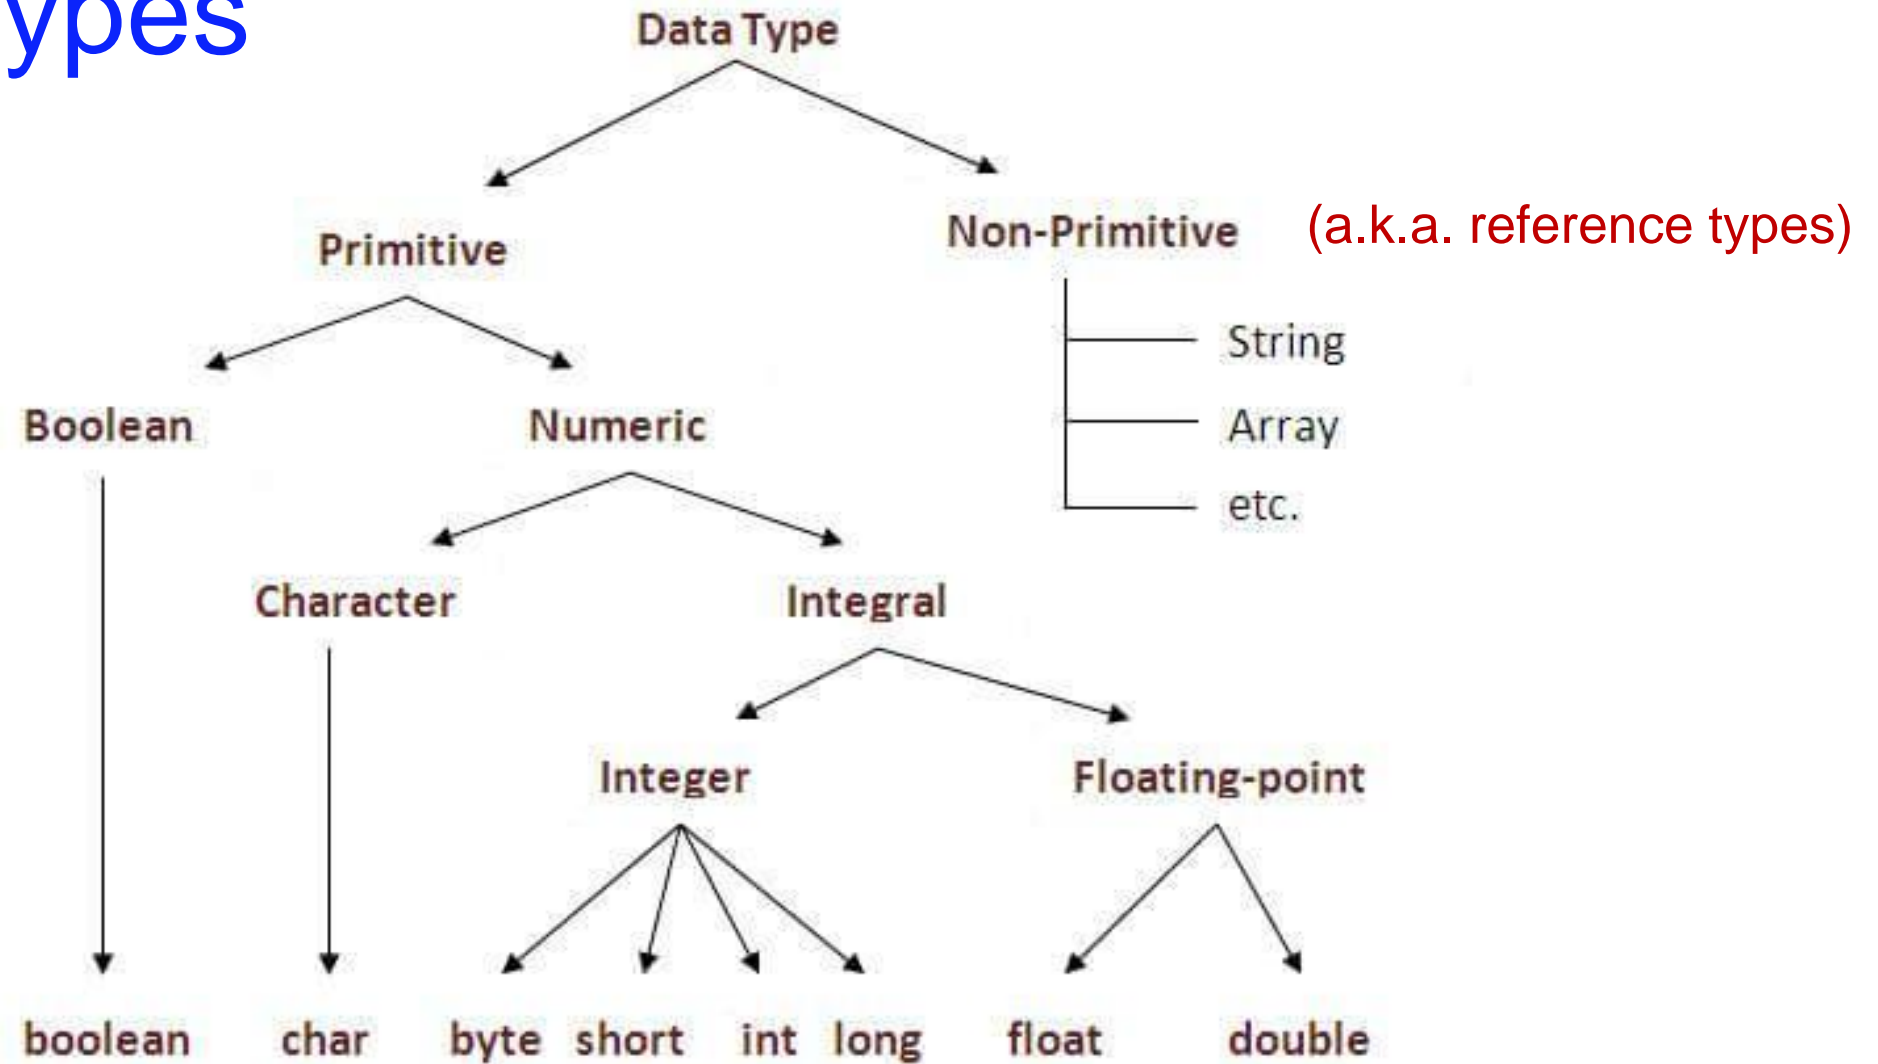 ypes
Data Type
Primitive
Non-Primitive (a.k.a. reference types)
String
Boolean
Numeric
Array
etc.
Character
Integral
Integer
Floating-point
boolean char byte short int long float double